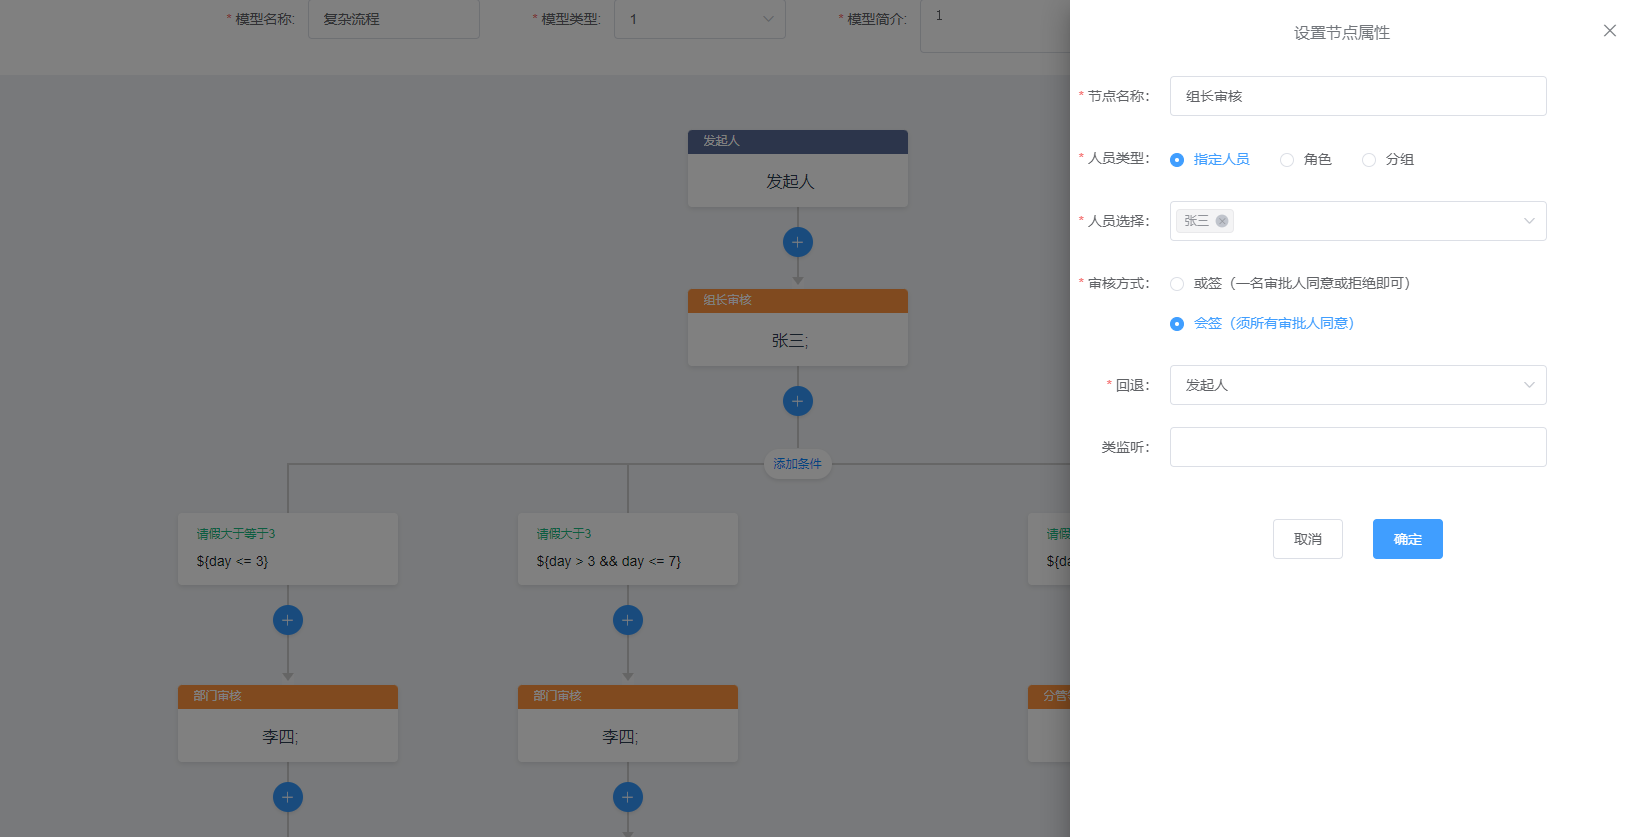 * 模型名称: 复杂流程
* 模型类型: 1
* 模型简介: 1
发起人
发起人
组长审核
张三;
添加条件
请假大于等于3
${day <= 3}
请假大于3
${day > 3 && day <= 7}
部门审核
李四;
部门审核
李四;
设置节点属性
* 节点名称: 组长审核
* 人员类型: 指定人员 角色 分组
* 人员选择: 张三
* 审核方式: 或签（一名审批人同意或拒绝即可）
会签（须所有审批人同意）
* 回退: 发起人
类监听:
取消 确定